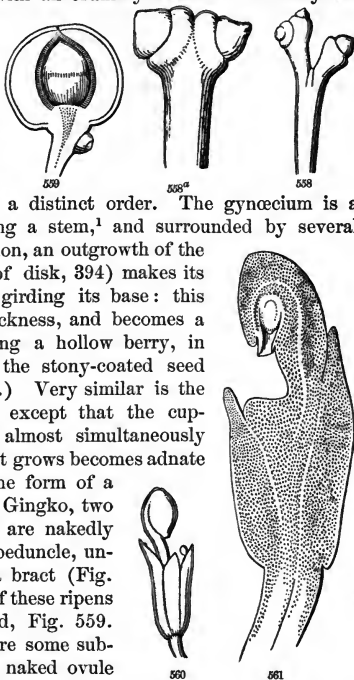 559 558ᵃ 558
a distinct order. The gynœcium is a
ng a stem,¹ and surrounded by several
on, an outgrowth of the
of disk, 394) makes its
girding its base: this
ckness, and becomes a
ng a hollow berry, in
the stony-coated seed
.) Very similar is the
except that the cup-
almost simultaneously
t grows becomes adnate
ne form of a
Gingko, two
are nakedly
peduncle, un-
bract (Fig.
f these ripens
d, Fig. 559.
re some sub-
naked ovule
560 561